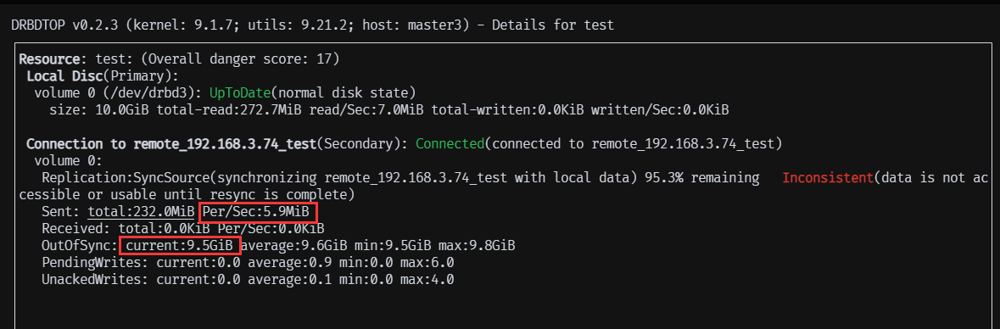 DRBDTOP v0.2.3 (kernel: 9.1.7; utils: 9.21.2; host: master3) - Details for test
Resource: test: (Overall danger score: 17)
Local Disc(Primary):
volume 0 (/dev/drbd3): UpToDate(normal disk state)
size: 10.0GiB total-read:272.7MiB read/Sec:7.0MiB total-written:0.0KiB written/Sec:0.0KiB
Connection to remote_192.168.3.74_test(Secondary): Connected(connected to remote_192.168.3.74_test)
volume 0:
Replication:SyncSource(synchronizing remote_192.168.3.74_test with local data) 95.3% remaining Inconsistent(data is not ac
cessible or usable until resync is complete)
Sent: total:232.0MiB Per/Sec:5.9MiB
Received: total:0.0KiB Per/Sec:0.0KiB
OutOfSync: current:9.5GiB average:9.6GiB min:9.5GiB max:9.8GiB
PendingWrites: current:0.0 average:0.9 min:0.0 max:6.0
UnackedWrites: current:0.0 average:0.1 min:0.0 max:4.0